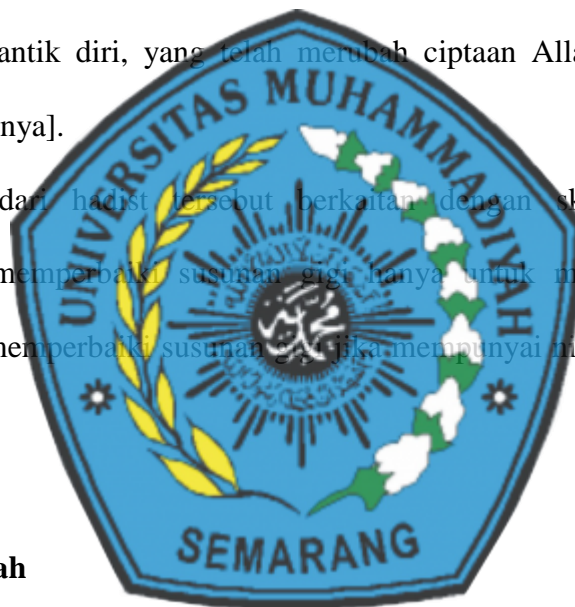 antik diri, yang telah merubah ciptaan Alla
nya].
dari hadist tersebut berkaitan dengan sk
memperbaiki susunan gigi hanya untuk m
memperbaiki susunan gigi jika mempunyai ni
UNIVERSITAS MUHAMMADIYAH
SEMARANG
ah